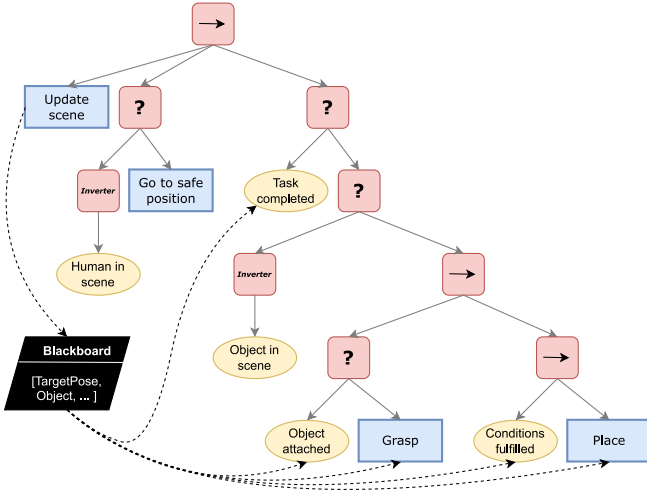 →
Update
scene
?
?
Inverter
Go to safe
position
Task
completed
?
Human in
scene
Inverter
→
Object in
scene
Blackboard
[TargetPose,
Object, ... ]
?
→
Object
attached
Grasp
Conditions
fulfilled
Place